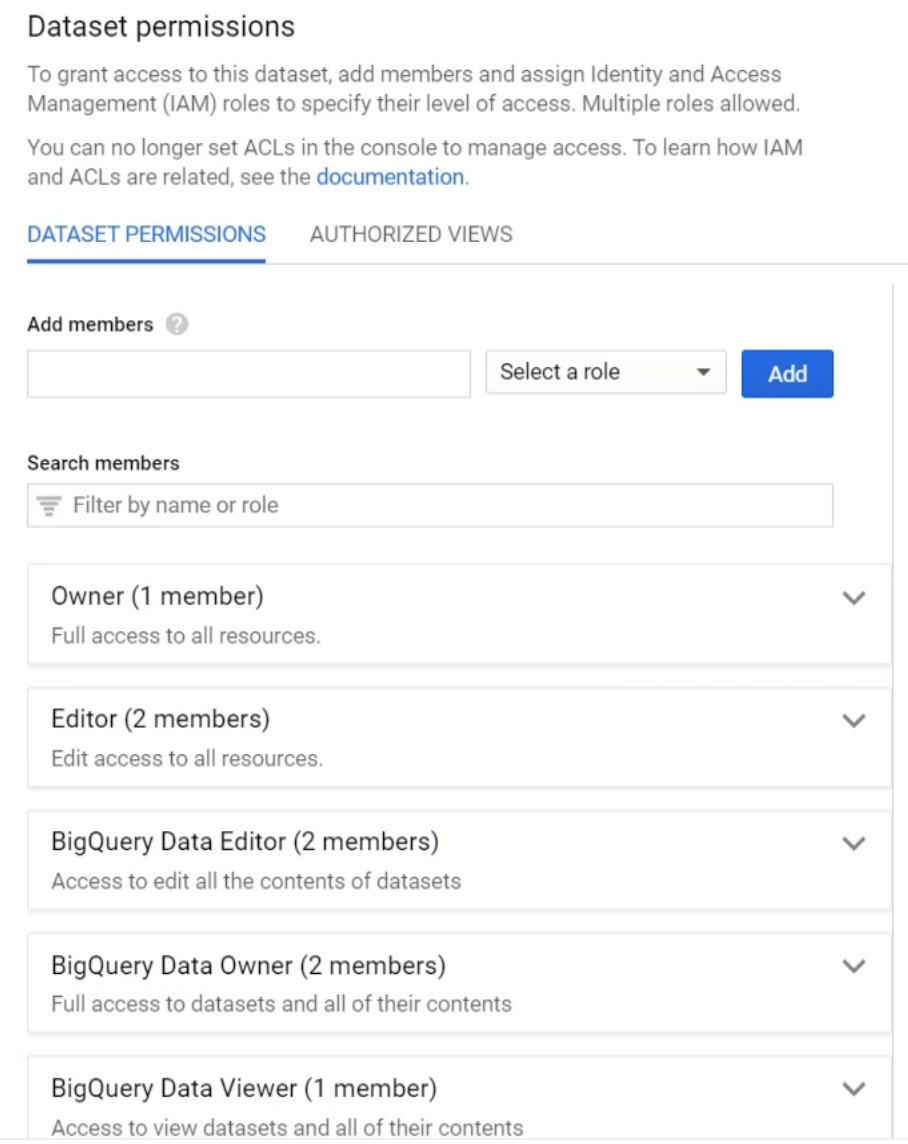 Dataset permissions
To grant access to this dataset, add members and assign Identity and Access
Management (IAM) roles to specify their level of access. Multiple roles allowed.
You can no longer set ACLs in the console to manage access. To learn how IAM
and ACLs are related, see the documentation.
DATASET PERMISSIONS AUTHORIZED VIEWS
Add members ?
Select a role Add
Search members
Filter by name or role
Owner (1 member)
Full access to all resources.
Editor (2 members)
Edit access to all resources.
BigQuery Data Editor (2 members)
Access to edit all the contents of datasets
BigQuery Data Owner (2 members)
Full access to datasets and all of their contents
BigQuery Data Viewer (1 member)
Access to view datasets and all of their contents